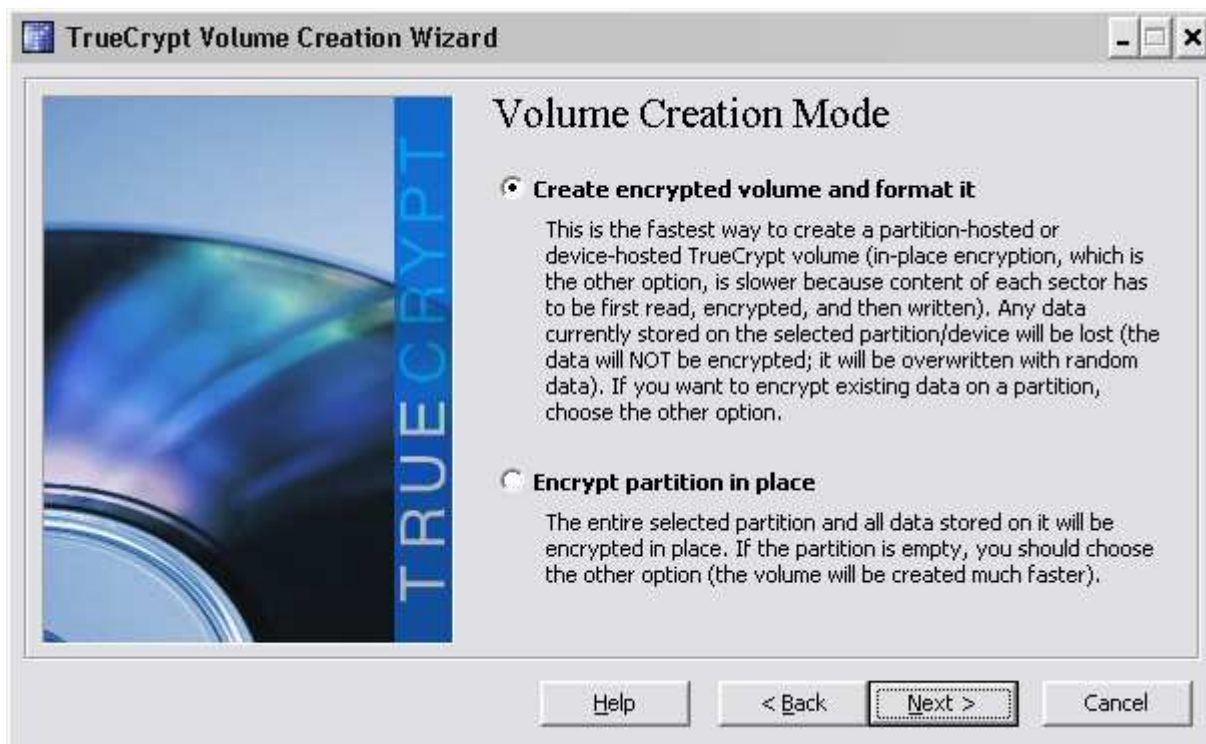 TrueCrypt Volume Creation Wizard
TRUECRYPT
Volume Creation Mode
Create encrypted volume and format it
This is the fastest way to create a partition-hosted or
device-hosted TrueCrypt volume (in-place encryption, which is
the other option, is slower because content of each sector has
to be first read, encrypted, and then written). Any data
currently stored on the selected partition/device will be lost (the
data will NOT be encrypted; it will be overwritten with random
data). If you want to encrypt existing data on a partition,
choose the other option.
Encrypt partition in place
The entire selected partition and all data stored on it will be
encrypted in place. If the partition is empty, you should choose
the other option (the volume will be created much faster).
Help < Back Next > Cancel